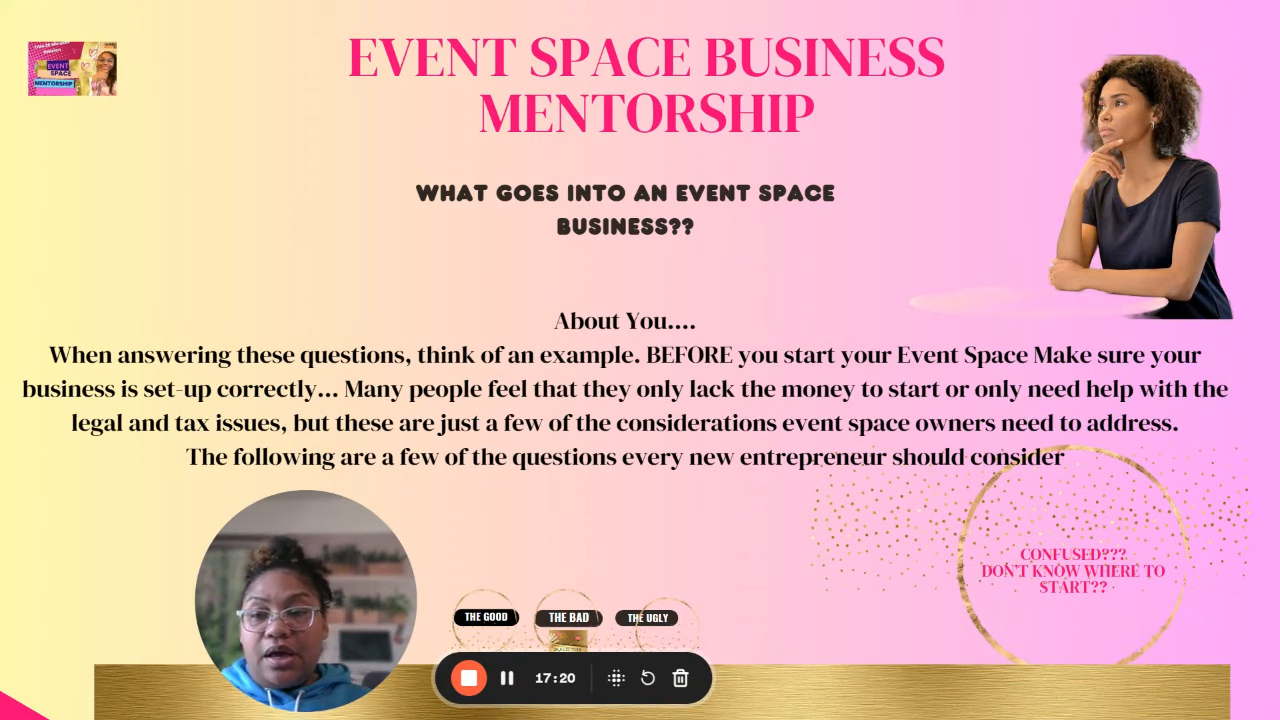 EVENT SPACE BUSINESS
MENTORSHIP
EVENT
SPACE
MENTORSHIP
WHAT GOES INTO AN EVENT SPACE
BUSINESS??
About You....
When answering these questions, think of an example. BEFORE you start your Event Space Make sure your
business is set-up correctly... Many people feel that they only lack the money to start or only need help with the
legal and tax issues, but these are just a few of the considerations event space owners need to address.
The following are a few of the questions every new entrepreneur should consider
CONFUSED???
DON'T KNOW WHERE TO
START??
THE GOOD
THE BAD
THE UGLY
17:20